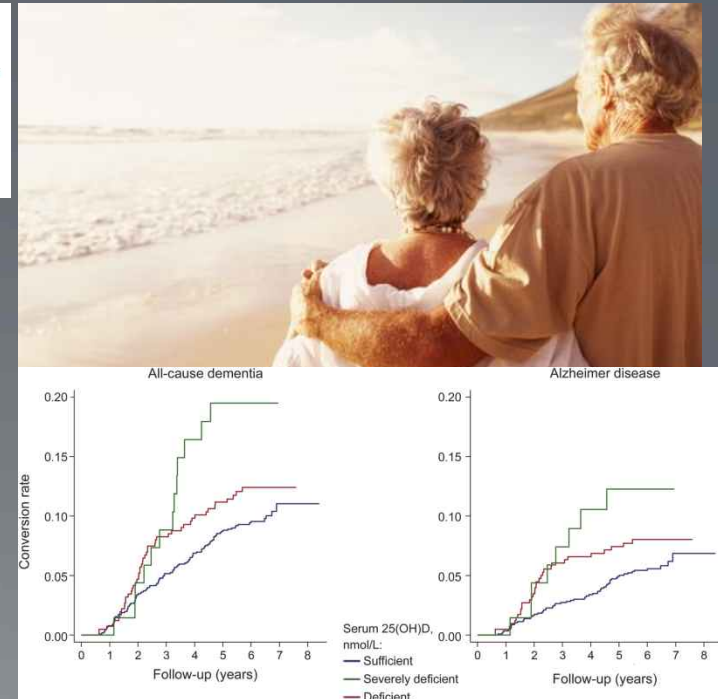 All-cause dementia
0.20
0.15
0.10
0.05
0.00
Conversion rate
0 1 2 3 4 5 6 7 8
Follow-up (years)
Serum 25(OH)D,
nmol/L:
Sufficient
Severely deficient
Deficient
Alzheimer disease
0.20
0.15
0.10
0.05
0.00
0 1 2 3 4 5 6 7 8
Follow-up (years)